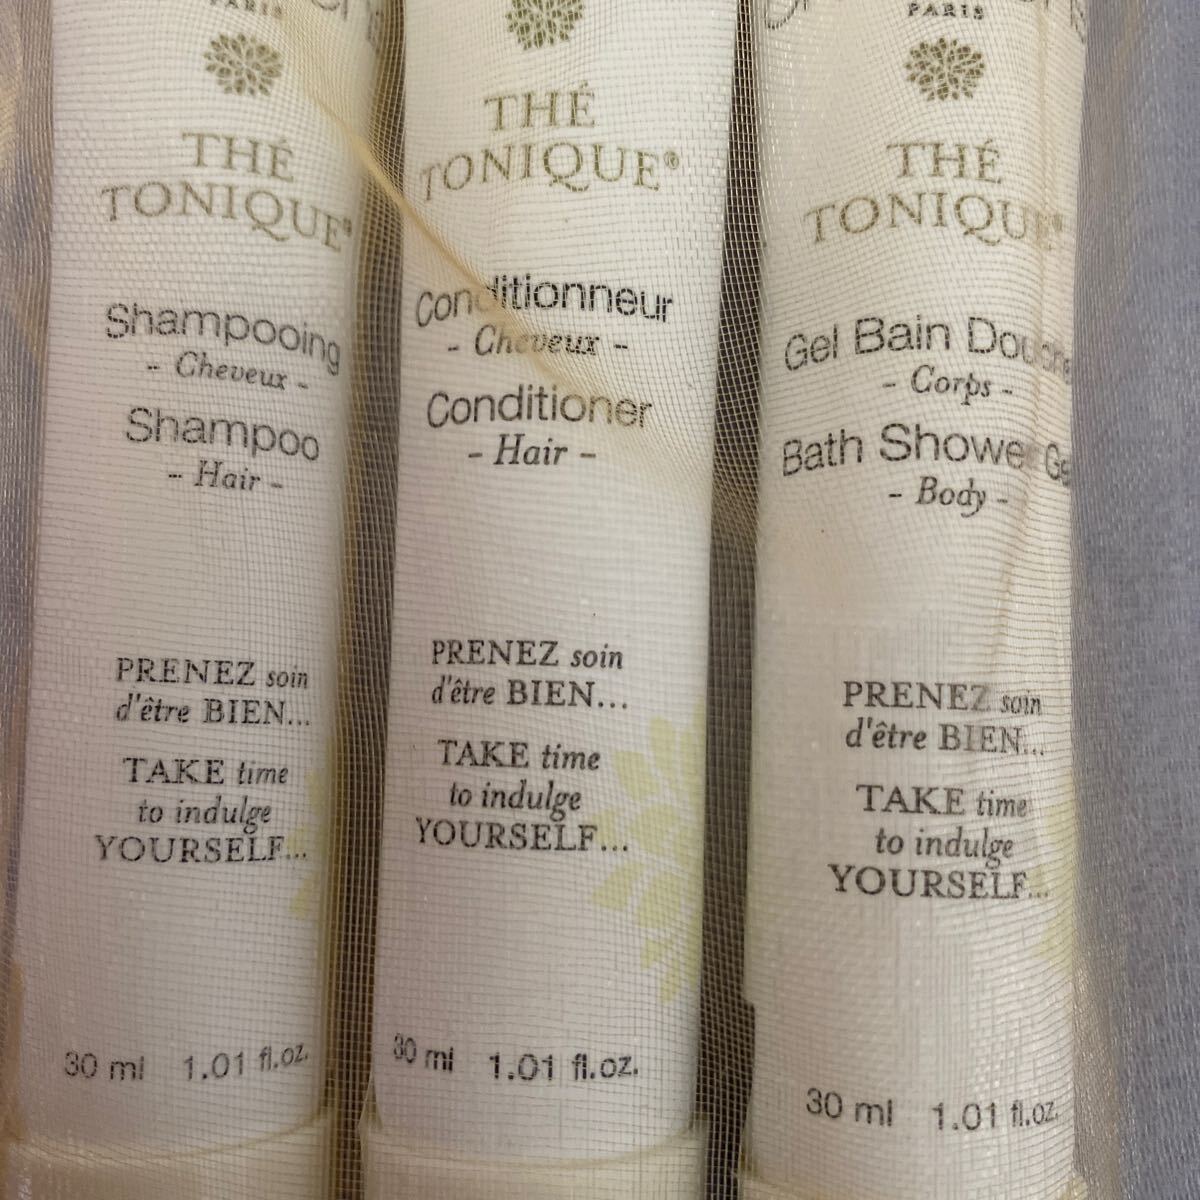 PARIS
THÉ
TONIQUE®
Shampooing
- Cheveux -
Shampoo
- Hair -
PRENEZ soin
d'être BIEN...
TAKE time
to indulge
YOURSELF...
30 ml 1.01 fl.oz.
THÉ
TONIQUE®
Conditionneur
- Cheveux -
Conditioner
- Hair -
PRENEZ soin
d'être BIEN...
TAKE time
to indulge
YOURSELF...
30 ml 1.01 fl.oz.
PARIS
THÉ
TONIQUE®
Gel Bain Douche
- Corps -
Bath Shower Gel
- Body -
PRENEZ soin
d'être BIEN...
TAKE time
to indulge
YOURSELF...
30 ml 1.01 fl.oz.